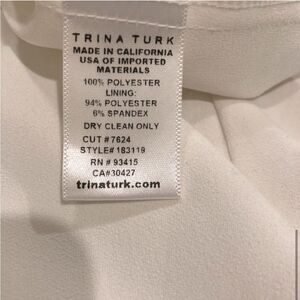 TRINA TURK
MADE IN CALIFORNIA
USA OF IMPORTED
MATERIALS
100% POLYESTER
LINING:
94% POLYESTER
6% SPANDEX
DRY CLEAN ONLY
CUT # 7624
STYLE# 183119
RN # 93415
CA#30427
trinaturk.com